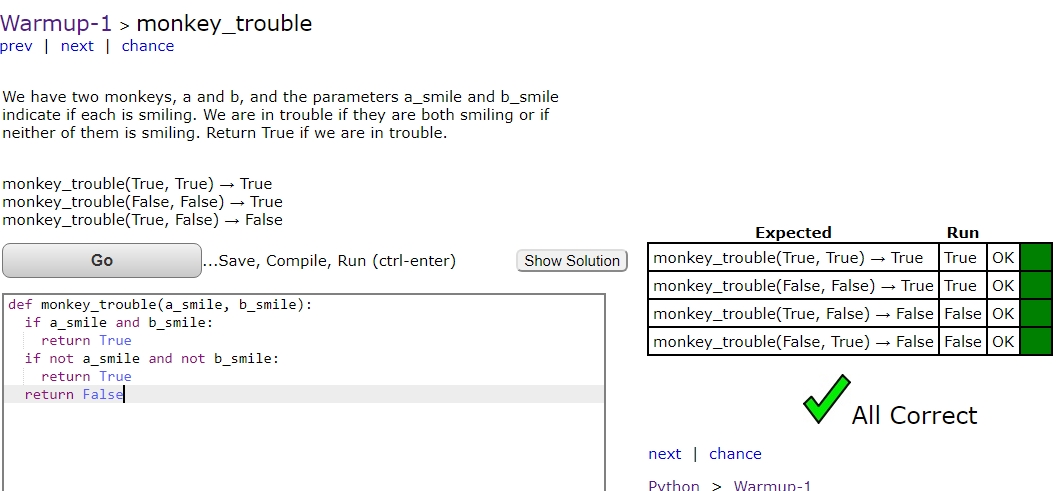 Warmup-1 > monkey_trouble
prev | next | chance
We have two monkeys, a and b, and the parameters a_smile and b_smile
indicate if each is smiling. We are in trouble if they are both smiling or if
neither of them is smiling. Return True if we are in trouble.
monkey_trouble(True, True) → True
monkey_trouble(False, False) → True
monkey_trouble(True, False) → False
Go ...Save, Compile, Run (ctrl-enter) Show Solution
def monkey_trouble(a_smile, b_smile):
  if a_smile and b_smile:
    return True
  if not a_smile and not b_smile:
    return True
  return False
Expected Run
monkey_trouble(True, True) → True True OK
monkey_trouble(False, False) → True True OK
monkey_trouble(True, False) → False False OK
monkey_trouble(False, True) → False False OK
All Correct
next | chance
Python > Warmup-1